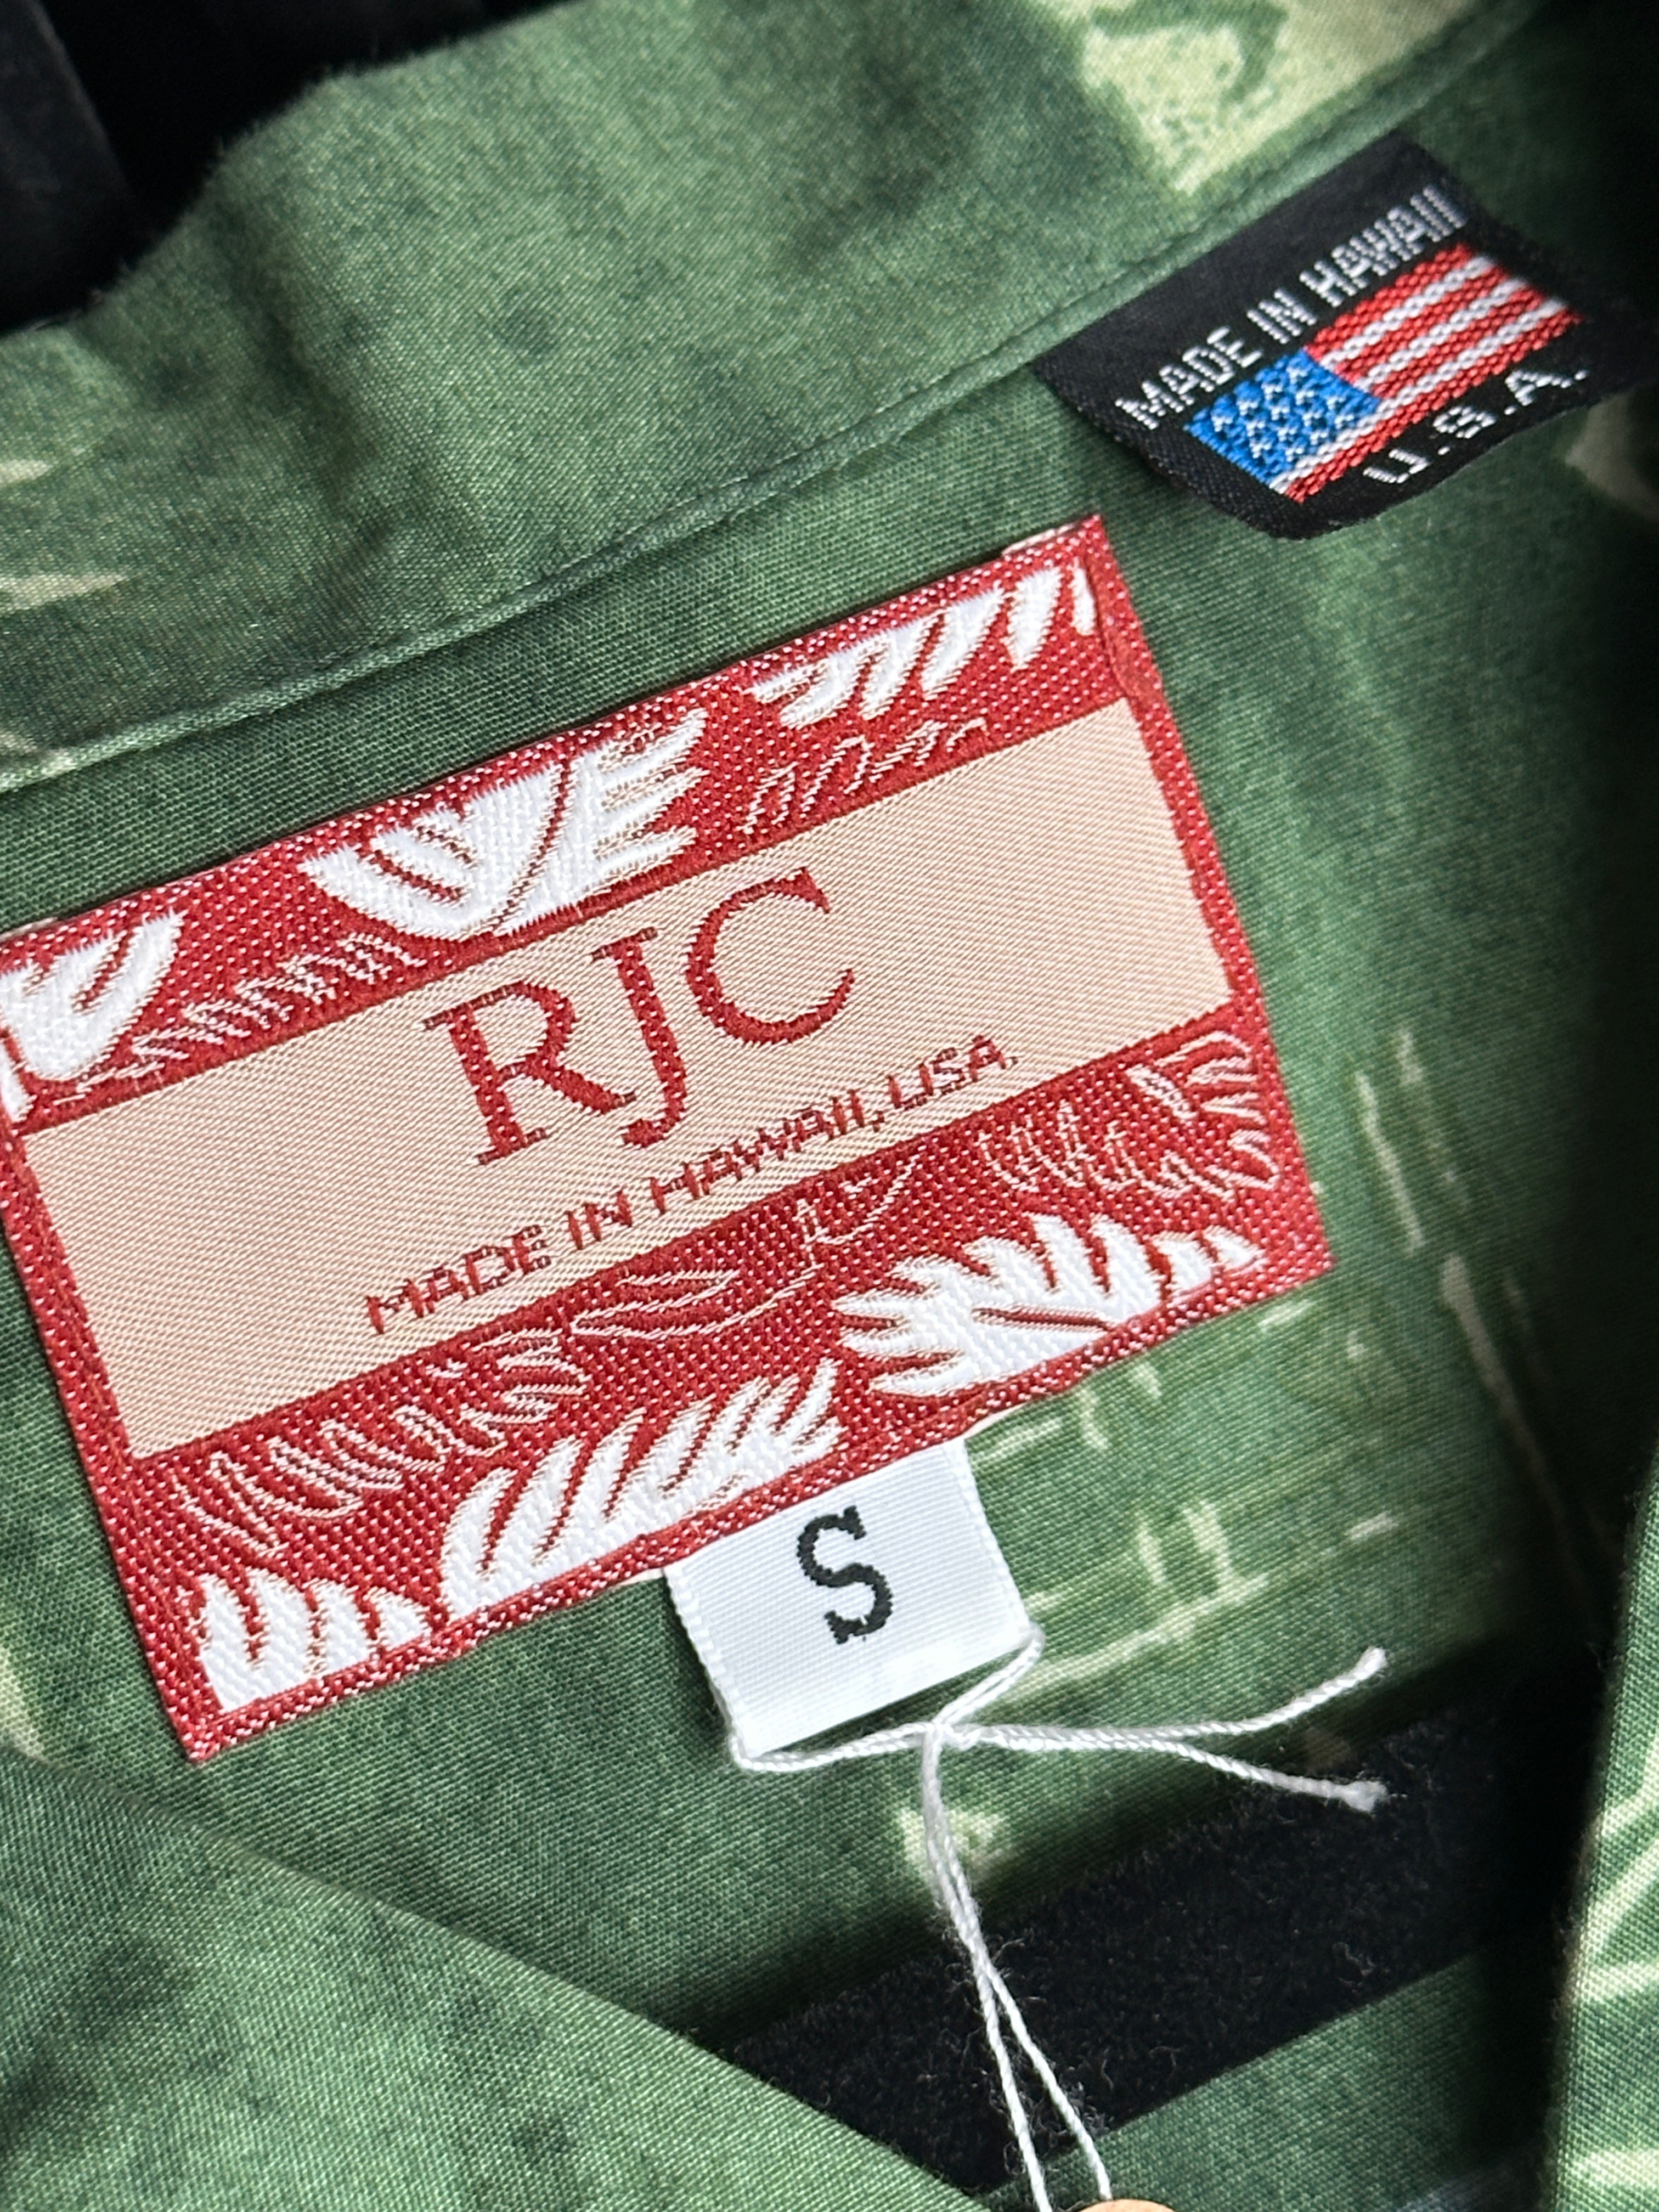 MADE IN HAWAII
U.S.A.
RJC
MADE IN HAWAII, USA.
S